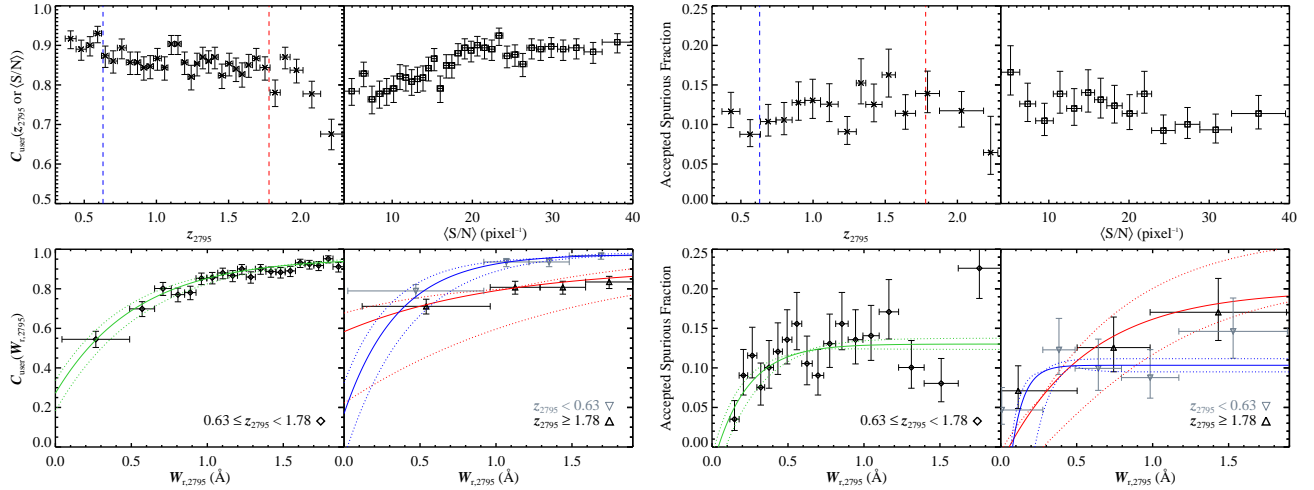 C_user(z_2795 or ⟨S/N⟩)
1.0
0.9
0.8
0.7
0.6
0.5
0.5 1.0 1.5 2.0
z_2795
10 20 30 40
⟨S/N⟩ (pixel⁻¹)
Accepted Spurious Fraction
0.25
0.20
0.15
0.10
0.05
0.00
0.5 1.0 1.5 2.0
z_2795
10 20 30 40
⟨S/N⟩ (pixel⁻¹)
C_user(W_r,2795)
1.0
0.8
0.6
0.4
0.2
0.0
0.63 ≤ z_2795 < 1.78 ◇
0.0 0.5 1.0 1.5
W_r,2795 (Å)
z_2795 < 0.63 ▽
z_2795 ≥ 1.78 △
0.0 0.5 1.0 1.5
W_r,2795 (Å)
Accepted Spurious Fraction
0.25
0.20
0.15
0.10
0.05
0.00
0.63 ≤ z_2795 < 1.78 ◇
0.0 0.5 1.0 1.5
W_r,2795 (Å)
z_2795 < 0.63 ▽
z_2795 ≥ 1.78 △
0.0 0.5 1.0 1.5
W_r,2795 (Å)